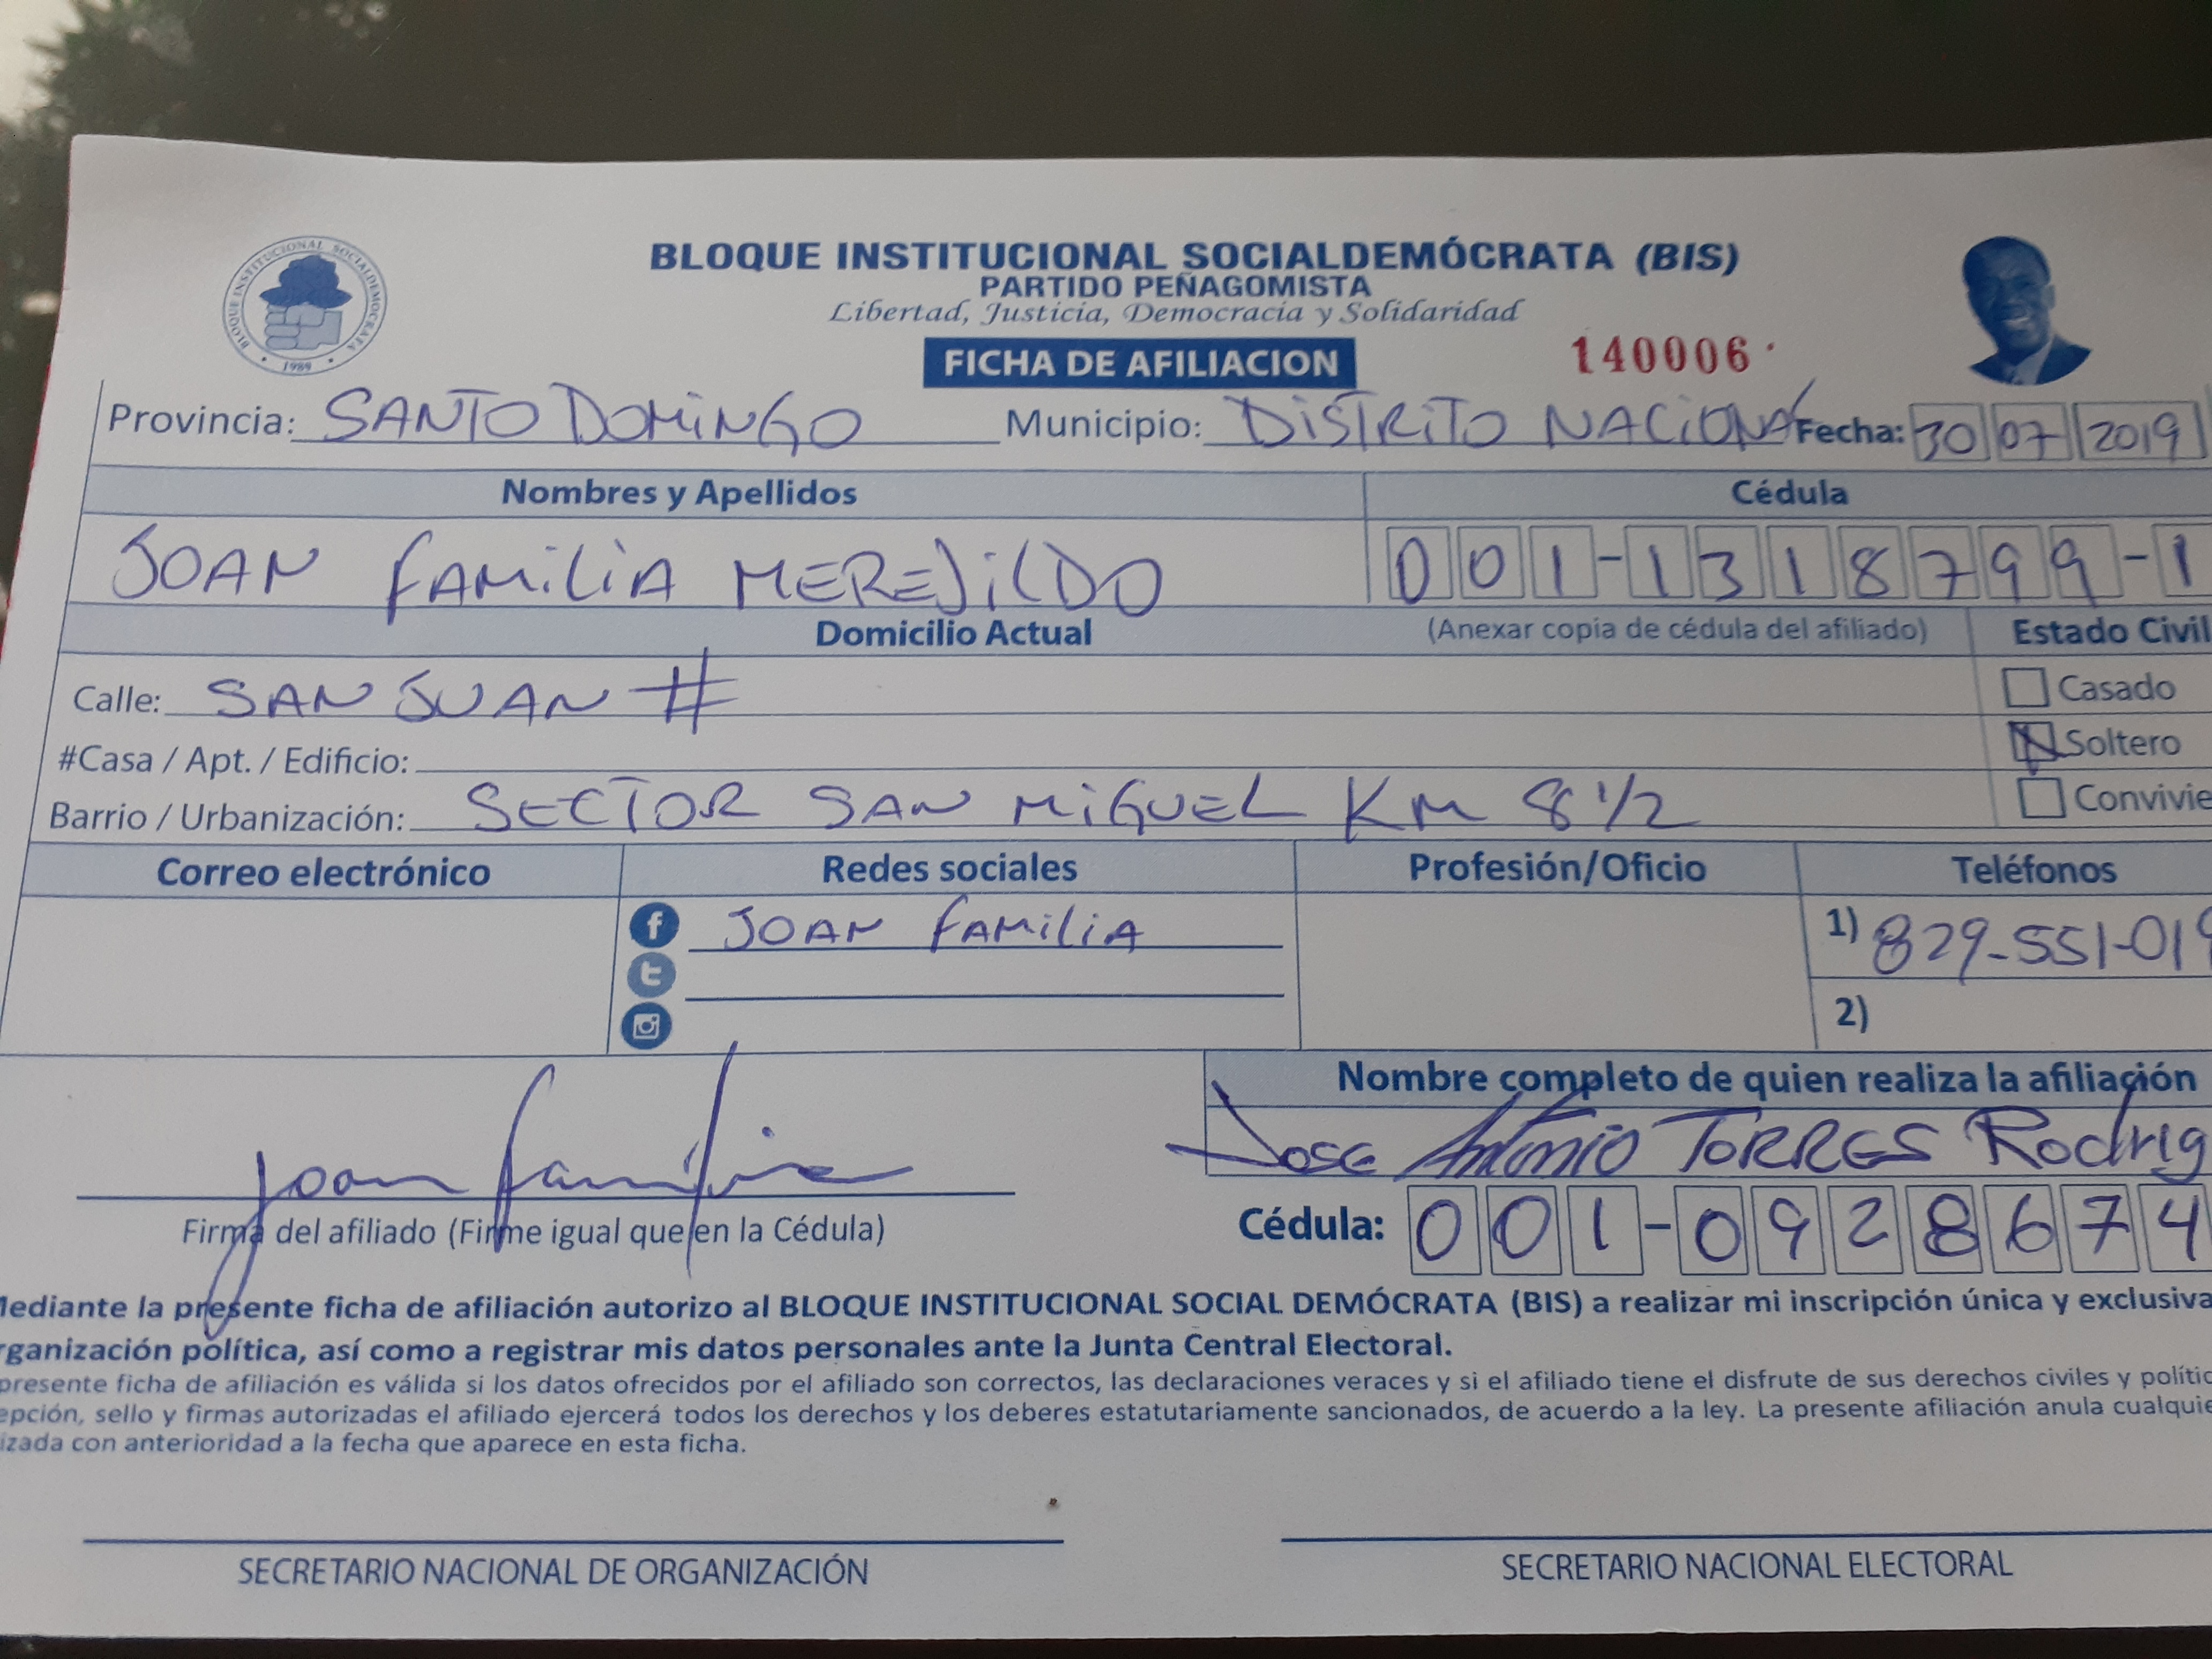 BLOQUE INSTITUCIONAL SOCIALDEMOCRATA
1989
BLOQUE INSTITUCIONAL SOCIALDEMÓCRATA (BIS)
PARTIDO PEÑAGOMISTA
Libertad, Justicia, Democracia y Solidaridad
FICHA DE AFILIACION
140006
Provincia: SANTO DOMINGO Municipio: DISTRITO NACIONAL Fecha: 30 07 2019
Nombres y Apellidos Cédula
JOAN FAMILIA MEREJILDO 001-1318799-1
Domicilio Actual (Anexar copia de cédula del afiliado) Estado Civil
Calle: SAN JUAN # Casado
#Casa / Apt. / Edificio: Soltero
Barrio / Urbanización: SECTOR SAN MIGUEL KM 8 1/2 Convivie
Correo electrónico Redes sociales Profesión/Oficio Teléfonos
f JOAN FAMILIA 1) 829-551-019
t
2)
Nombre completo de quien realiza la afiliación
Joan familia Jose Antonio TORRES Rodrig
Firma del afiliado (Firme igual que en la Cédula) Cédula: 001-0928674
Mediante la presente ficha de afiliación autorizo al BLOQUE INSTITUCIONAL SOCIAL DEMÓCRATA (BIS) a realizar mi inscripción única y exclusiva
rganización política, así como a registrar mis datos personales ante la Junta Central Electoral.
presente ficha de afiliación es válida si los datos ofrecidos por el afiliado son correctos, las declaraciones veraces y si el afiliado tiene el disfrute de sus derechos civiles y polític
epción, sello y firmas autorizadas el afiliado ejercerá todos los derechos y los deberes estatutariamente sancionados, de acuerdo a la ley. La presente afiliación anula cualquie
izada con anterioridad a la fecha que aparece en esta ficha.
SECRETARIO NACIONAL DE ORGANIZACIÓN SECRETARIO NACIONAL ELECTORAL